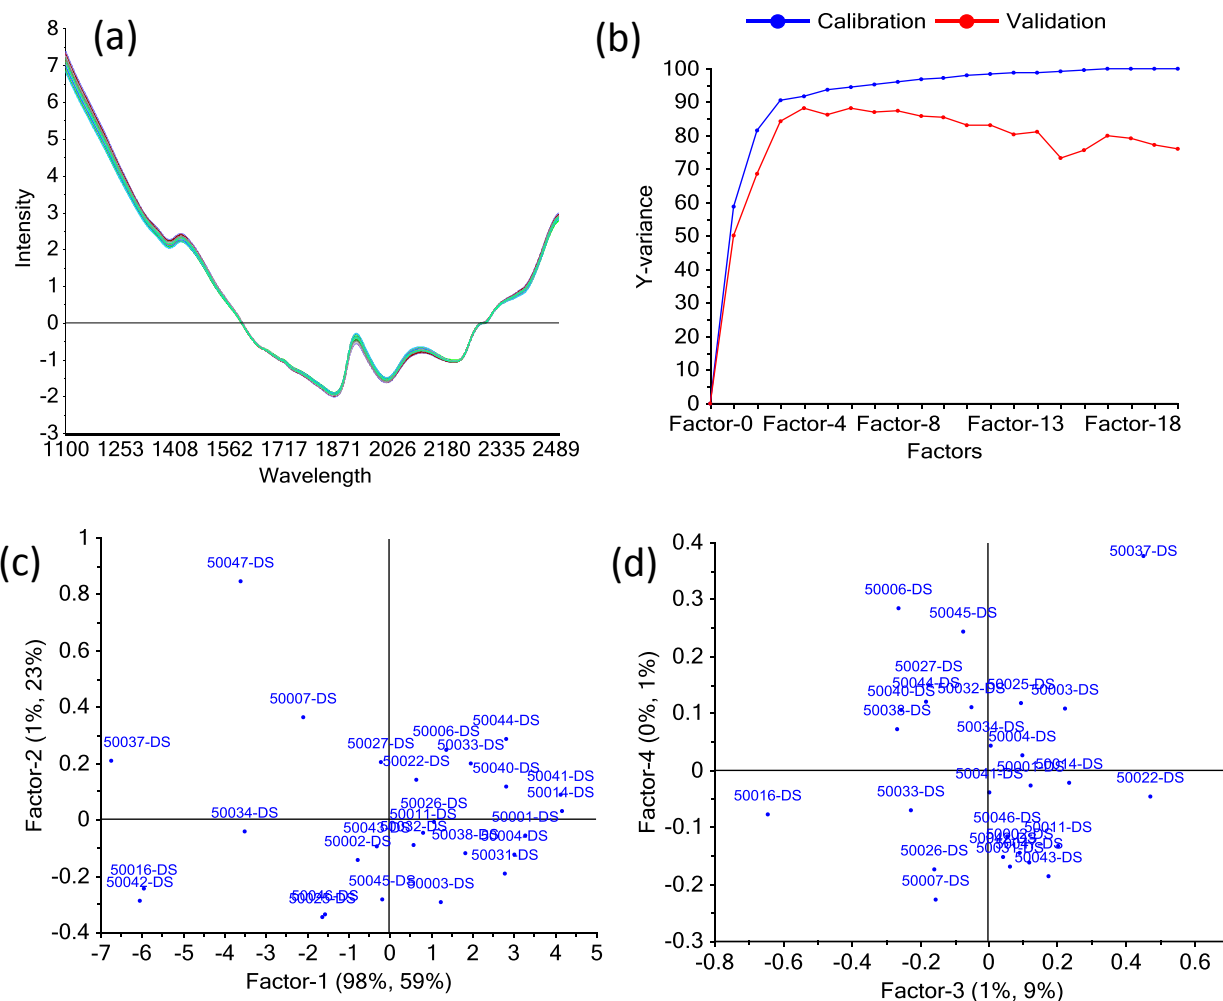 (a)
8
7
6
5
4
3
2
1
0
-1
-2
-3
Intensity
1100 1253 1408 1562 1717 1871 2026 2180 2335 2489
Wavelength
Calibration Validation
(b)
100
90
80
70
60
50
40
30
20
10
0
Y-variance
Factor-0 Factor-4 Factor-8 Factor-13 Factor-18
Factors
(c)
1
0.8
0.6
0.4
0.2
0
-0.2
-0.4
Factor-2 (1%, 23%)
50047-DS
50007-DS
50037-DS
50044-DS
50006-DS
50027-DS
50033-DS
50022-DS
50040-DS
50041-DS
50014-DS
50026-DS
50034-DS
50011-DS
50001-DS
50043-DS
50032-DS
50002-DS
50038-DS
50004-DS
50031-DS
50016-DS
50042-DS
50045-DS
50003-DS
50046-DS
50025-DS
-7 -6 -5 -4 -3 -2 -1 0 1 2 3 4 5
Factor-1 (98%, 59%)
(d)
0.4
0.3
0.2
0.1
0
-0.1
-0.2
-0.3
Factor-4 (0%, 1%)
50037-DS
50006-DS
50045-DS
50027-DS
50044-DS
50040-DS
50032-DS
50025-DS
50003-DS
50038-DS
50034-DS
50004-DS
50001-DS
50014-DS
50041-DS
50022-DS
50016-DS
50033-DS
50046-DS
50011-DS
50002-DS
50031-DS
50026-DS
50043-DS
50007-DS
-0.8 -0.6 -0.4 -0.2 0 0.2 0.4 0.6
Factor-3 (1%, 9%)